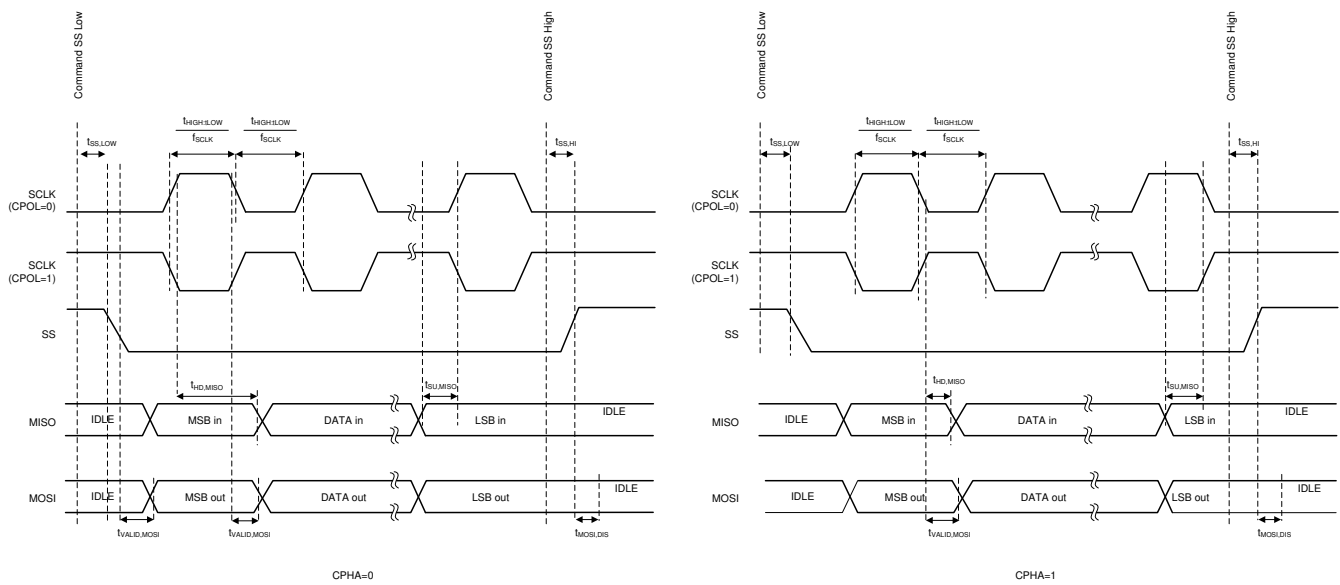 Command SS Low
Command SS High
tHIGH:tLOW
fSCLK
tHIGH:tLOW
fSCLK
tSS,LOW
tSS,HI
SCLK
(CPOL=0)
SCLK
(CPOL=1)
SS
tHD,MISO
tSU,MISO
MISO
IDLE
MSB in
DATA in
LSB in
IDLE
MOSI
IDLE
MSB out
DATA out
LSB out
IDLE
tVALID,MOSI
tVALID,MOSI
tMOSI,DIS
CPHA=0
Command SS Low
Command SS High
tHIGH:tLOW
fSCLK
tHIGH:tLOW
fSCLK
tSS,LOW
tSS,HI
SCLK
(CPOL=0)
SCLK
(CPOL=1)
SS
tHD,MISO
tSU,MISO
MISO
IDLE
MSB in
DATA in
LSB in
IDLE
MOSI
IDLE
MSB out
DATA out
LSB out
IDLE
tVALID,MOSI
tMOSI,DIS
CPHA=1